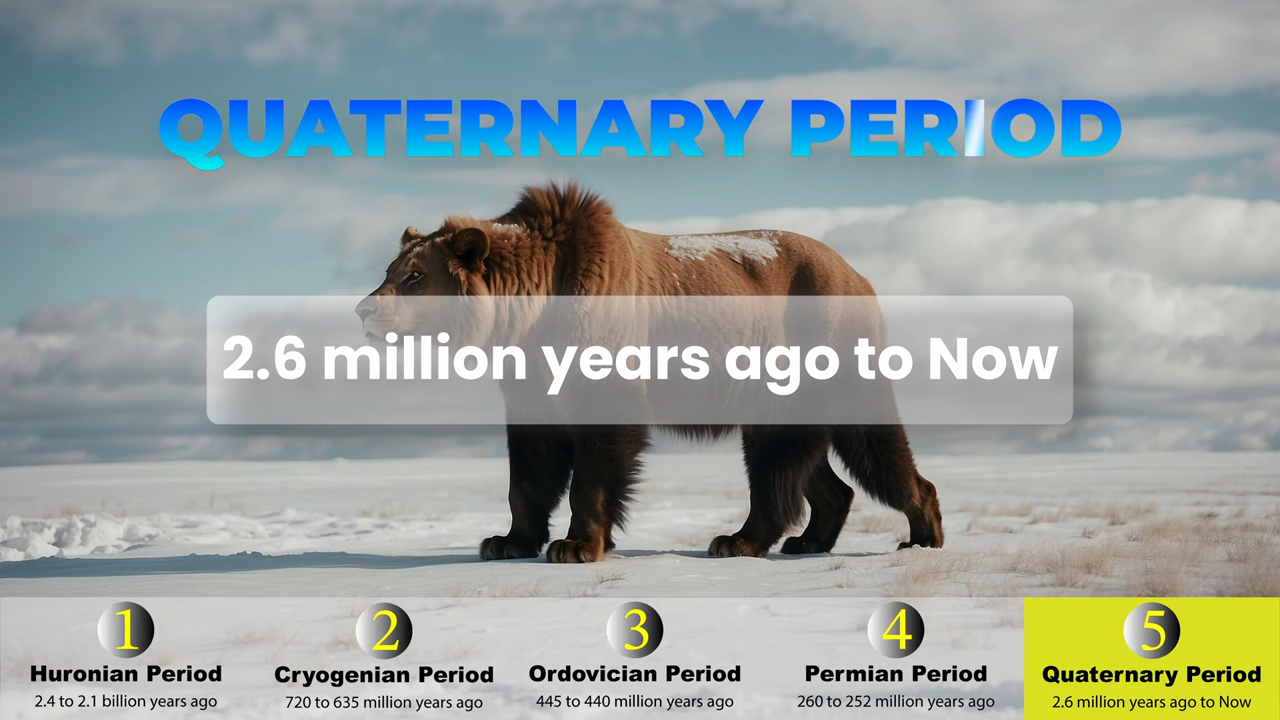 QUATERNARY PERIOD
2.6 million years ago to Now
1
Huronian Period
2.4 to 2.1 billion years ago
2
Cryogenian Period
720 to 635 million years ago
3
Ordovician Period
445 to 440 million years ago
4
Permian Period
260 to 252 million years ago
5
Quaternary Period
2.6 million years ago to Now